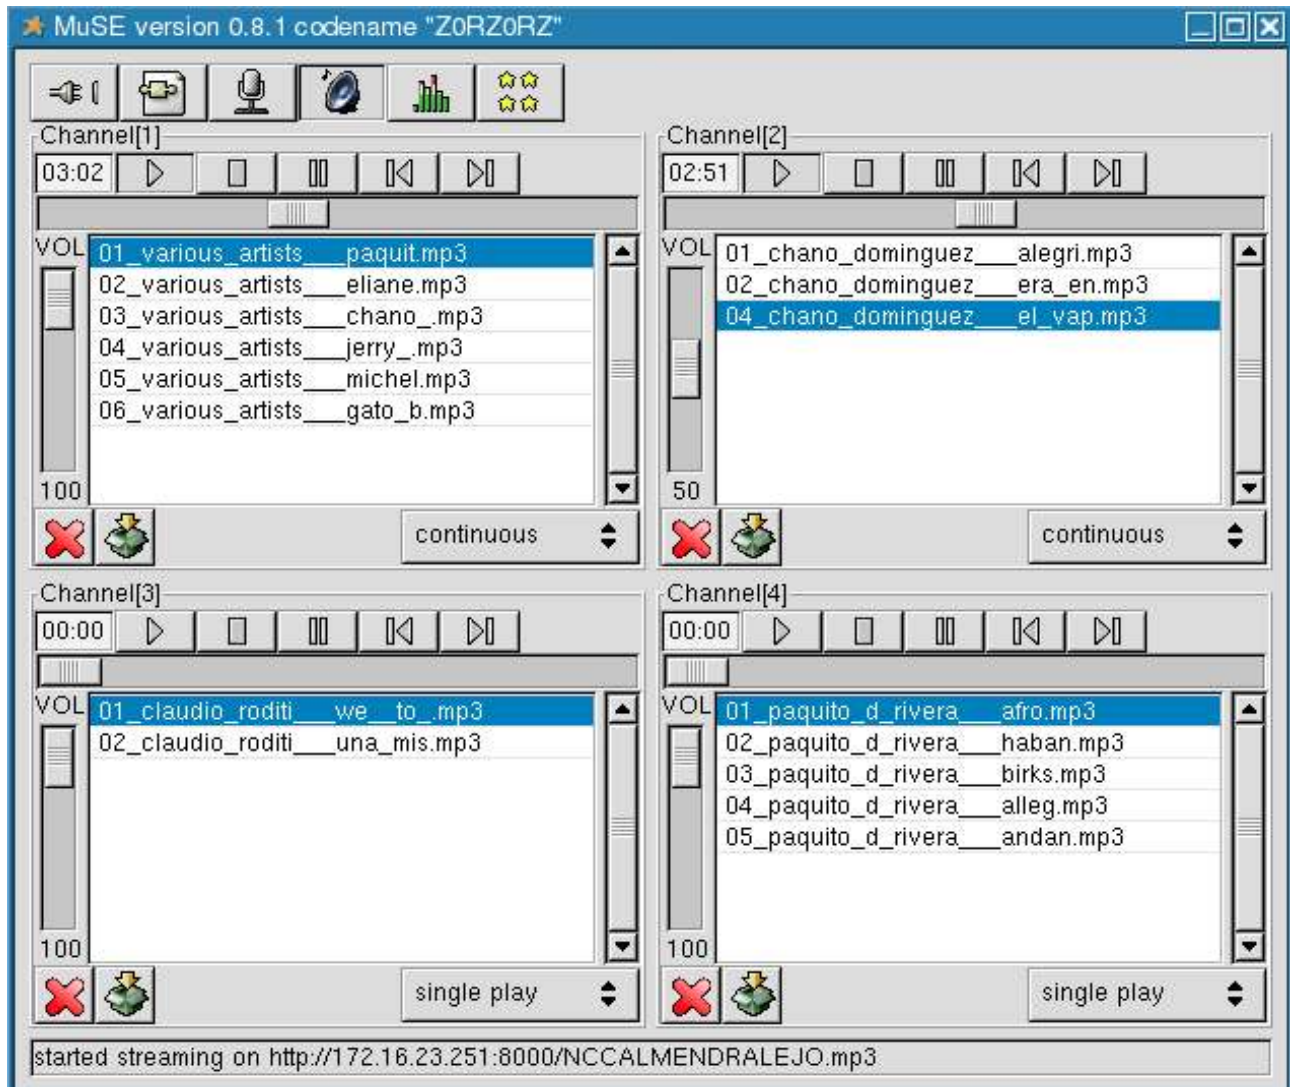 MuSE version 0.8.1 codename "Z0RZ0RZ"
Channel[1]
03:02
VOL
01_various_artists___paquit.mp3
02_various_artists___eliane.mp3
03_various_artists___chano_.mp3
04_various_artists___jerry_.mp3
05_various_artists___michel.mp3
06_various_artists___gato_b.mp3
100
continuous
Channel[2]
02:51
VOL
01_chano_dominguez___alegri.mp3
02_chano_dominguez___era_en.mp3
04_chano_dominguez___el_vap.mp3
50
continuous
Channel[3]
00:00
VOL
01_claudio_roditi___we__to_.mp3
02_claudio_roditi___una_mis.mp3
100
single play
Channel[4]
00:00
VOL
01_paquito_d_rivera___afro.mp3
02_paquito_d_rivera___haban.mp3
03_paquito_d_rivera___birks.mp3
04_paquito_d_rivera___alleg.mp3
05_paquito_d_rivera___andan.mp3
100
single play
started streaming on http://172.16.23.251:8000/NCCALMENDRALEJO.mp3